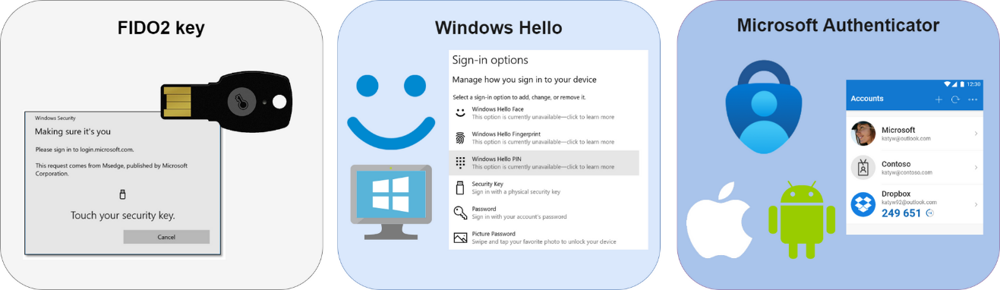 FIDO2 key
Windows Security
Making sure it's you
Please sign in to login.microsoft.com.
This request comes from Msedge, published by Microsoft
Corporation.
Touch your security key.
Cancel
Windows Hello
Sign-in options
Manage how you sign in to your device
Select a sign-in option to add, change, or remove it.
Windows Hello Face
This option is currently unavailable—click to learn more
Windows Hello Fingerprint
This option is currently unavailable—click to learn more
Windows Hello PIN
This option is currently unavailable—click to learn more
Security Key
Sign in with a physical security key
Password
Sign in with your account's password
Picture Password
Swipe and tap your favorite photo to unlock your device
Microsoft Authenticator
12:30
Accounts
Microsoft
katyw@outlook.com
Contoso
katyw@contoso.com
Dropbox
katyw92@outlook.com
249 651